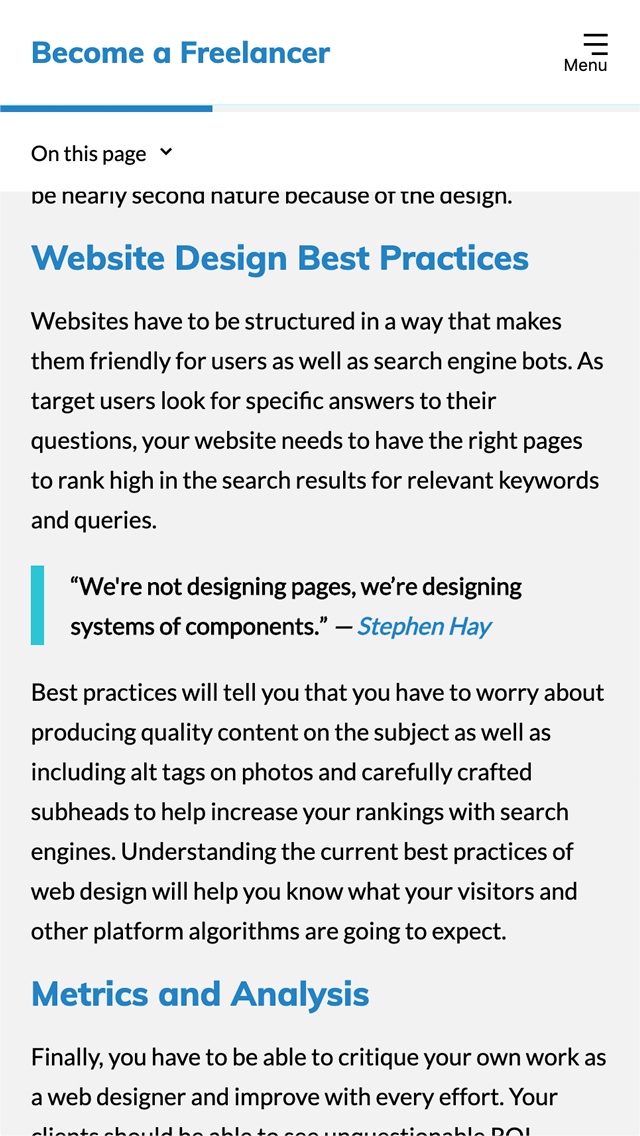 Become a Freelancer
Menu
On this page
be nearly second nature because of the design.
Website Design Best Practices
Websites have to be structured in a way that makes
them friendly for users as well as search engine bots. As
target users look for specific answers to their
questions, your website needs to have the right pages
to rank high in the search results for relevant keywords
and queries.
“We're not designing pages, we’re designing
systems of components.” — Stephen Hay
Best practices will tell you that you have to worry about
producing quality content on the subject as well as
including alt tags on photos and carefully crafted
subheads to help increase your rankings with search
engines. Understanding the current best practices of
web design will help you know what your visitors and
other platform algorithms are going to expect.
Metrics and Analysis
Finally, you have to be able to critique your own work as
a web designer and improve with every effort. Your
clients should be able to see unquestionable ROI